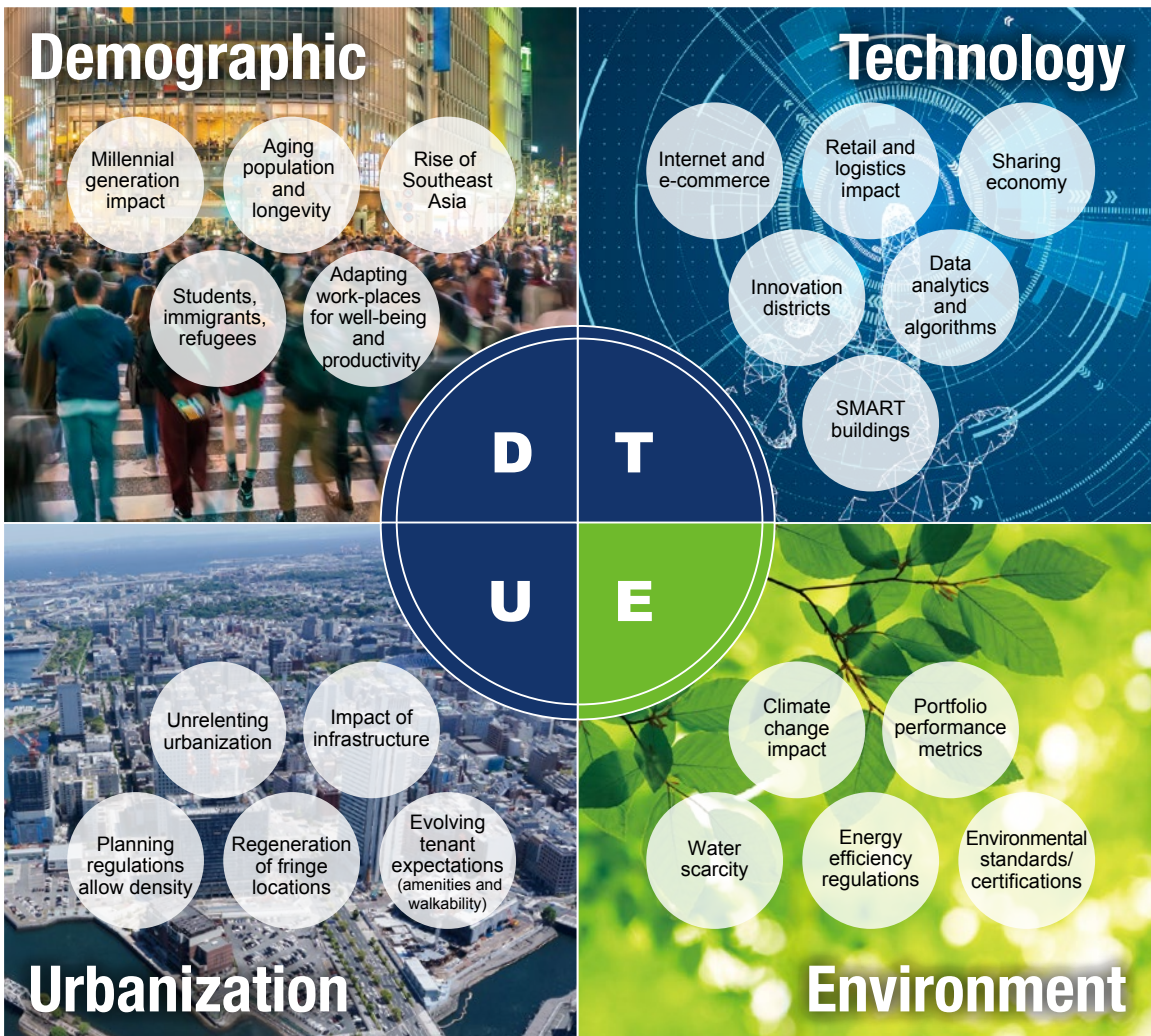 Demographic
Millennial
generation
impact
Aging
population
and
longevity
Rise of
Southeast
Asia
Students,
immigrants,
refugees
Adapting
work-places
for well-being
and
productivity
Technology
Internet and
e-commerce
Retail and
logistics
impact
Sharing
economy
Innovation
districts
Data
analytics
and
algorithms
SMART
buildings
D
T
U
E
Unrelenting
urbanization
Impact of
infrastructure
Planning
regulations
allow density
Regeneration
of fringe
locations
Evolving
tenant
expectations
(amenities and
walkability)
Urbanization
Climate
change
impact
Portfolio
performance
metrics
Water
scarcity
Energy
efficiency
regulations
Environmental
standards/
certifications
Environment